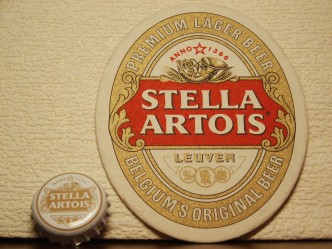 PREMIUM LAGER BEER
ANNO 1366
STELLA
ARTOIS
LEUVEN
BELGIUM'S ORIGINAL BEER
STELLA
ARTOIS